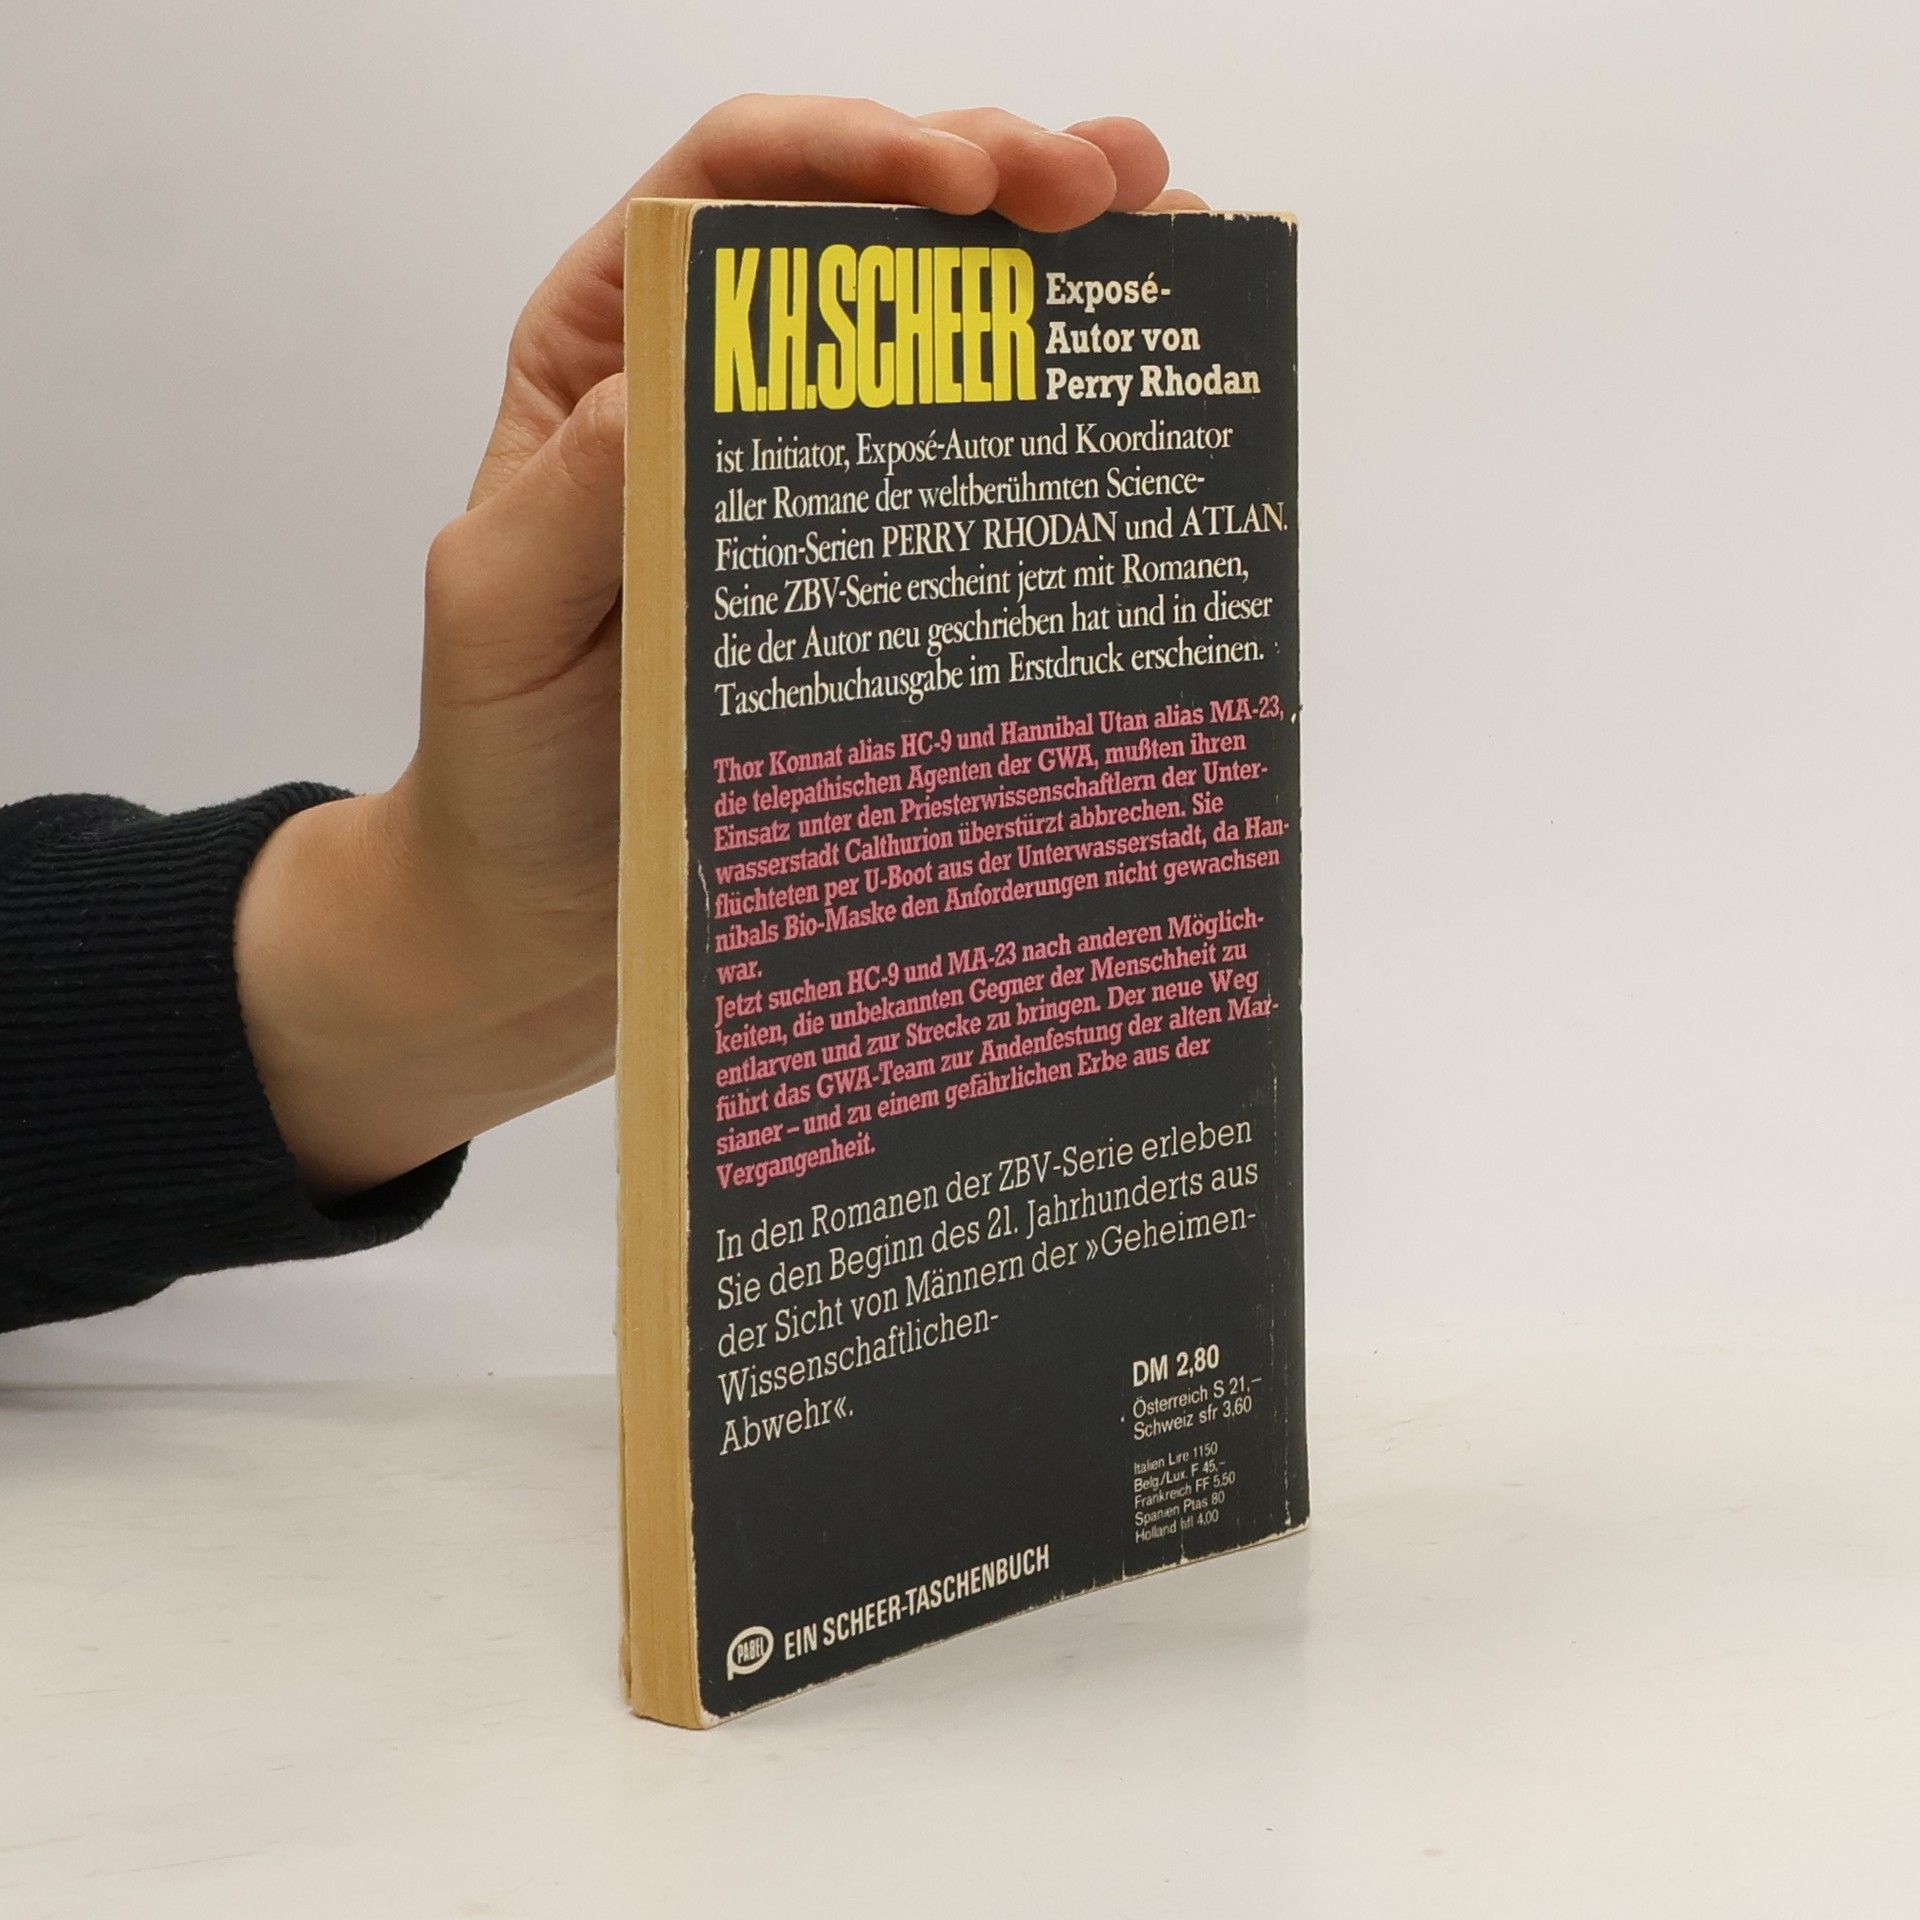 K.H.SCHEER
Exposé-
Autor von
Perry Rhodan
ist Initiator, Exposé-Autor und Koordinator
aller Romane der weltberühmten Science-
Fiction-Serien PERRY RHODAN und ATLAN.
Seine ZBV-Serie erscheint jetzt mit Romanen,
die der Autor neu geschrieben hat und in dieser
Taschenbuchausgabe im Erstdruck erscheinen.
Thor Konnat alias HC-9 und Hannibal Utan alias MA-23,
die telepathischen Agenten der GWA, mußten ihren
Einsatz unter den Priesterwissenschaftlern der Unter-
wasserstadt Calthurion überstürzt abbrechen. Sie
flüchteten per U-Boot aus der Unterwasserstadt, da Han-
nibals Bio-Maske den Anforderungen nicht gewachsen
war.
Jetzt suchen HC-9 und MA-23 nach anderen Möglich-
keiten, die unbekannten Gegner der Menschheit zu
entlarven und zur Strecke zu bringen. Der neue Weg
führt das GWA-Team zur Andenfestung der alten Mar-
sianer – und zu einem gefährlichen Erbe aus der
Vergangenheit.
In den Romanen der ZBV-Serie erleben
Sie den Beginn des 21. Jahrhunderts aus
der Sicht von Männern der »Geheimen-
Wissenschaftlichen-
Abwehr«.
DM 2,80
Österreich S 21,–
Schweiz sfr 3,60
Italien Lire 1150
Belg./Lux. F 45,–
Frankreich FF 5,50
Spanien Ptas 80
Holland hfl 4,00
PABEL EIN SCHEER-TASCHENBUCH